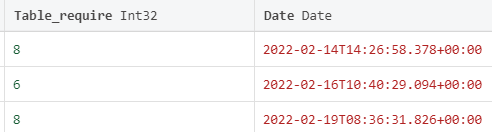 Table_require Int32 Date Date
8 2022-02-14T14:26:58.378+00:00
6 2022-02-16T10:40:29.094+00:00
8 2022-02-19T08:36:31.826+00:00